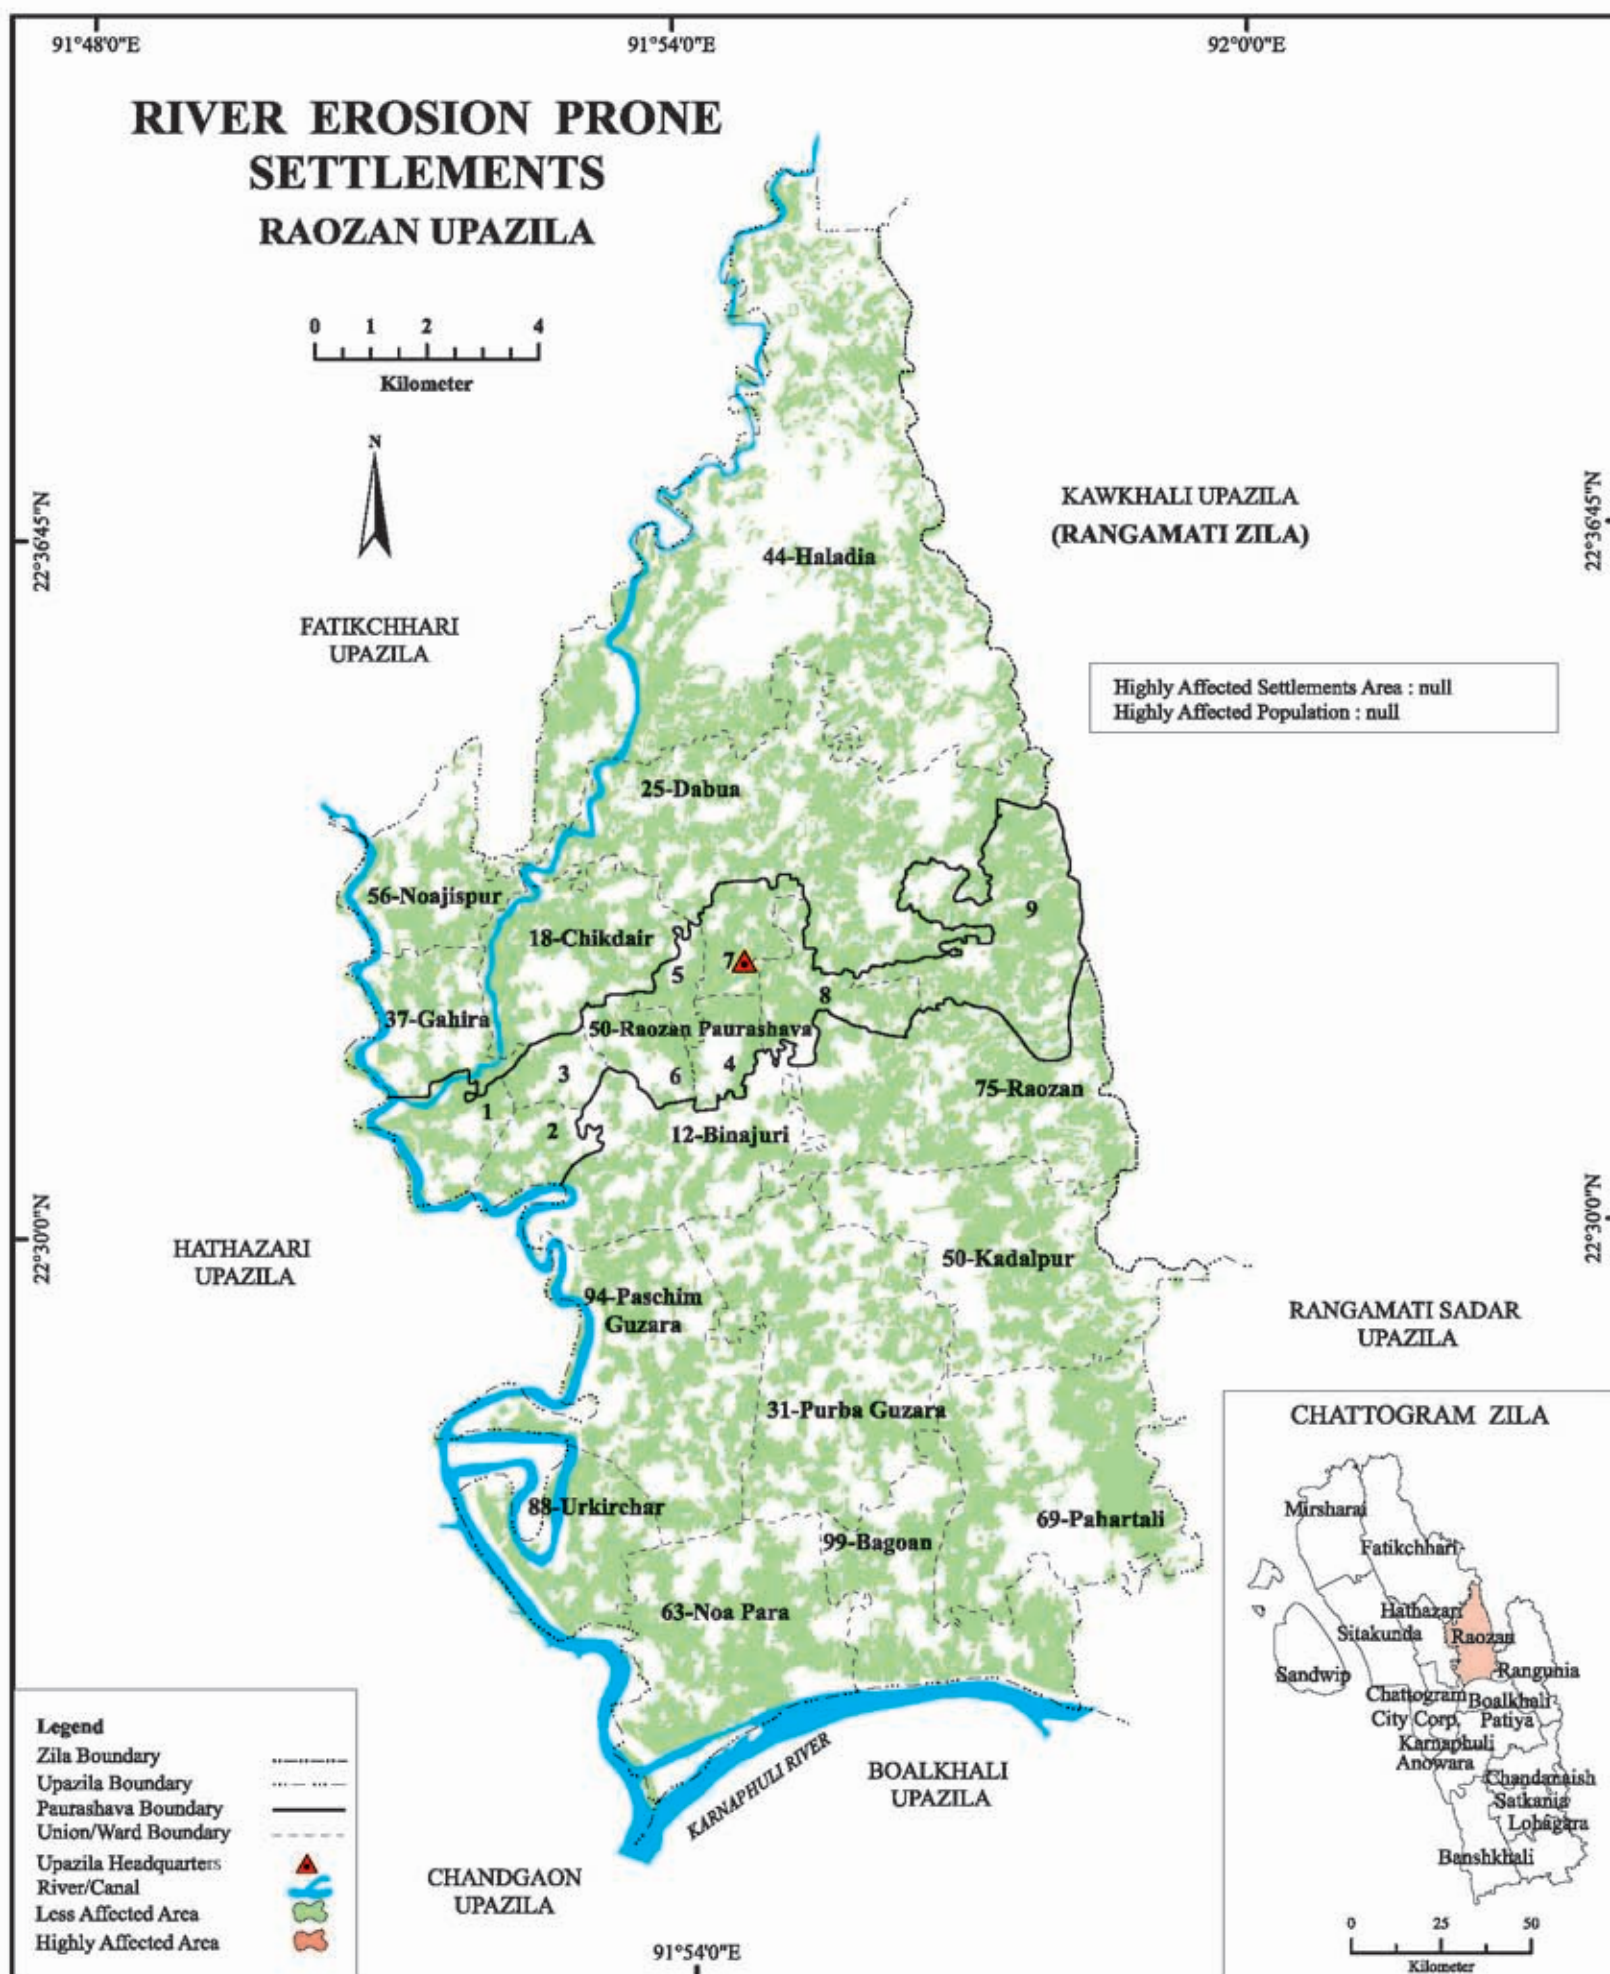 91°48'0"E
91°54'0"E
92°0'0"E
RIVER EROSION PRONE
SETTLEMENTS
RAOZAN UPAZILA
0 1 2 4
Kilometer
N
22°36'45"N
22°36'45"N
KAWKHALI UPAZILA
(RANGAMATI ZILA)
44-Haladia
FATIKCHHARI
UPAZILA
Highly Affected Settlements Area : null
Highly Affected Population : null
25-Dabua
56-Noajispur
9
18-Chikdair
7
5
8
37-Gahira
50-Raozan Paurashava
3
6
4
75-Raozan
1
2
12-Binajuri
22°30'0"N
22°30'0"N
HATHAZARI
UPAZILA
50-Kadalpur
94-Paschim
Guzara
RANGAMATI SADAR
UPAZILA
31-Purba Guzara
88-Urkirchar
69-Pahartali
99-Bagoan
63-Noa Para
KARNAPHULI RIVER
BOALKHALI
UPAZILA
CHANDGAON
UPAZILA
91°54'0"E
Legend
Zila Boundary
Upazila Boundary
Paurashava Boundary
Union/Ward Boundary
Upazila Headquarters
River/Canal
Less Affected Area
Highly Affected Area
CHATTOGRAM ZILA
Mirsharai
Fatikchhari
Hathazari
Sitakunda
Raozan
Sandwip
Rangunia
Chattogram
City Corp.
Boalkhali
Patiya
Karnaphuli
Anowara
Chandanaish
Satkania
Lohagara
Banshkhali
0 25 50
Kilometer